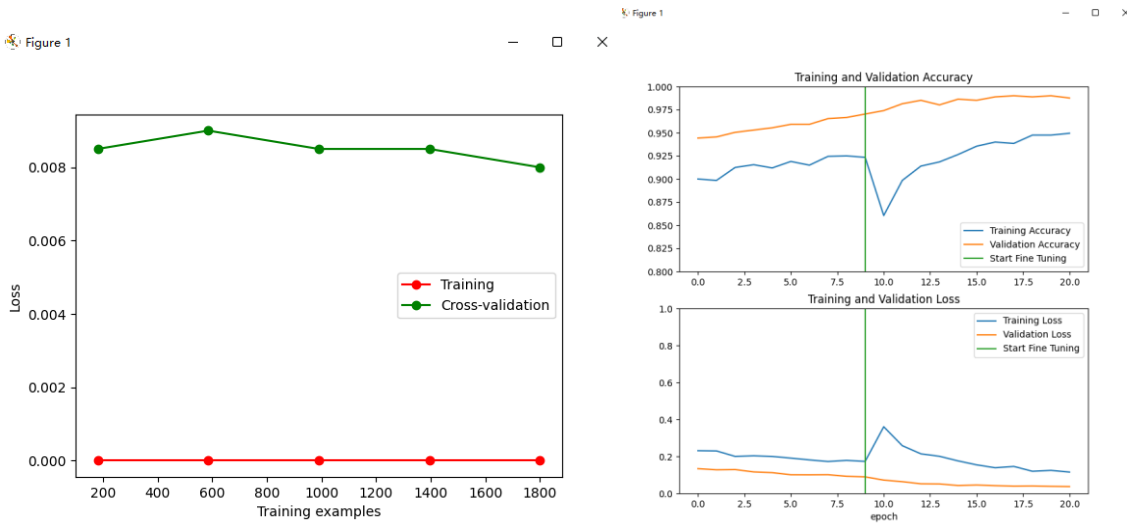 Figure 1
Loss
0.008
0.006
0.004
0.002
0.000
Training
Cross-validation
200 400 600 800 1000 1200 1400 1600 1800
Training examples
Figure 1
Training and Validation Accuracy
1.000
0.975
0.950
0.925
0.900
0.875
0.850
0.825
0.800
Training Accuracy
Validation Accuracy
Start Fine Tuning
0.0 2.5 5.0 7.5 10.0 12.5 15.0 17.5 20.0
Training and Validation Loss
1.0
0.8
0.6
0.4
0.2
0.0
Training Loss
Validation Loss
Start Fine Tuning
0.0 2.5 5.0 7.5 10.0 12.5 15.0 17.5 20.0
epoch